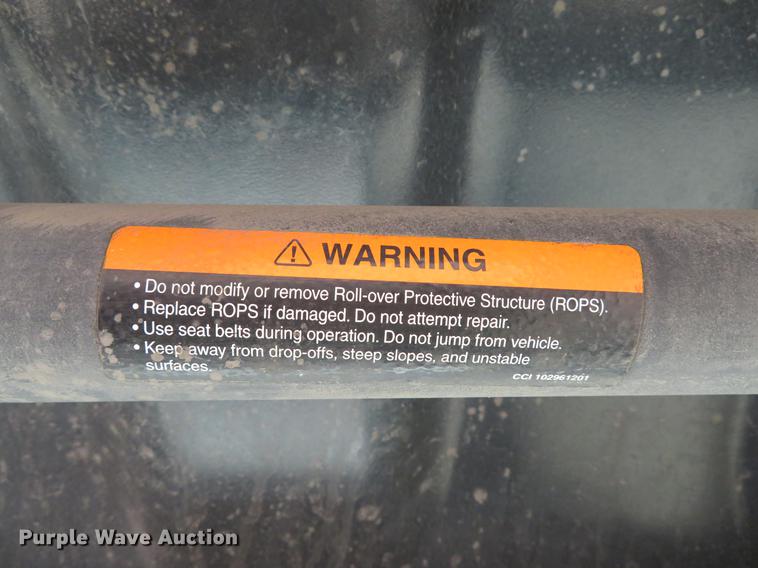 WARNING
• Do not modify or remove Roll-over Protective Structure (ROPS).
• Replace ROPS if damaged. Do not attempt repair.
• Use seat belts during operation. Do not jump from vehicle.
• Keep away from drop-offs, steep slopes, and unstable
surfaces.
CCI 102961201
Purple Wave Auction